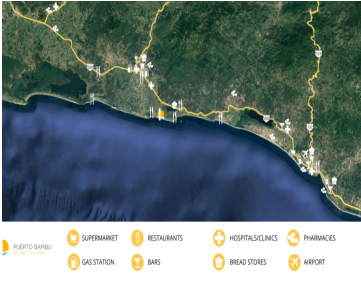 PUERTO BAMBU
SUPERMARKET
RESTAURANTS
HOSPITALS/CLINICS
PHARMACIES
GAS STATION
BARS
BREAD STORES
AIRPORT